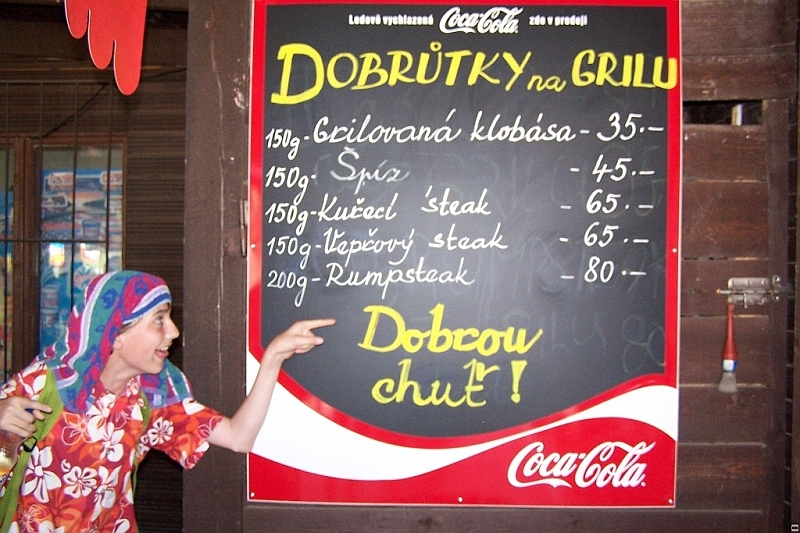 Ledově vychlazená Coca-Cola zde v prodeji
DOBRŮTKY na GRILU
150g - Grilovaná klobása - 35.-
150g - Špíz - 45.-
150g - Kuřecí steak - 65.-
150g - Vepřový steak - 65.-
200g - Rumpsteak - 80.-
Dobrou
chuť !
Coca-Cola